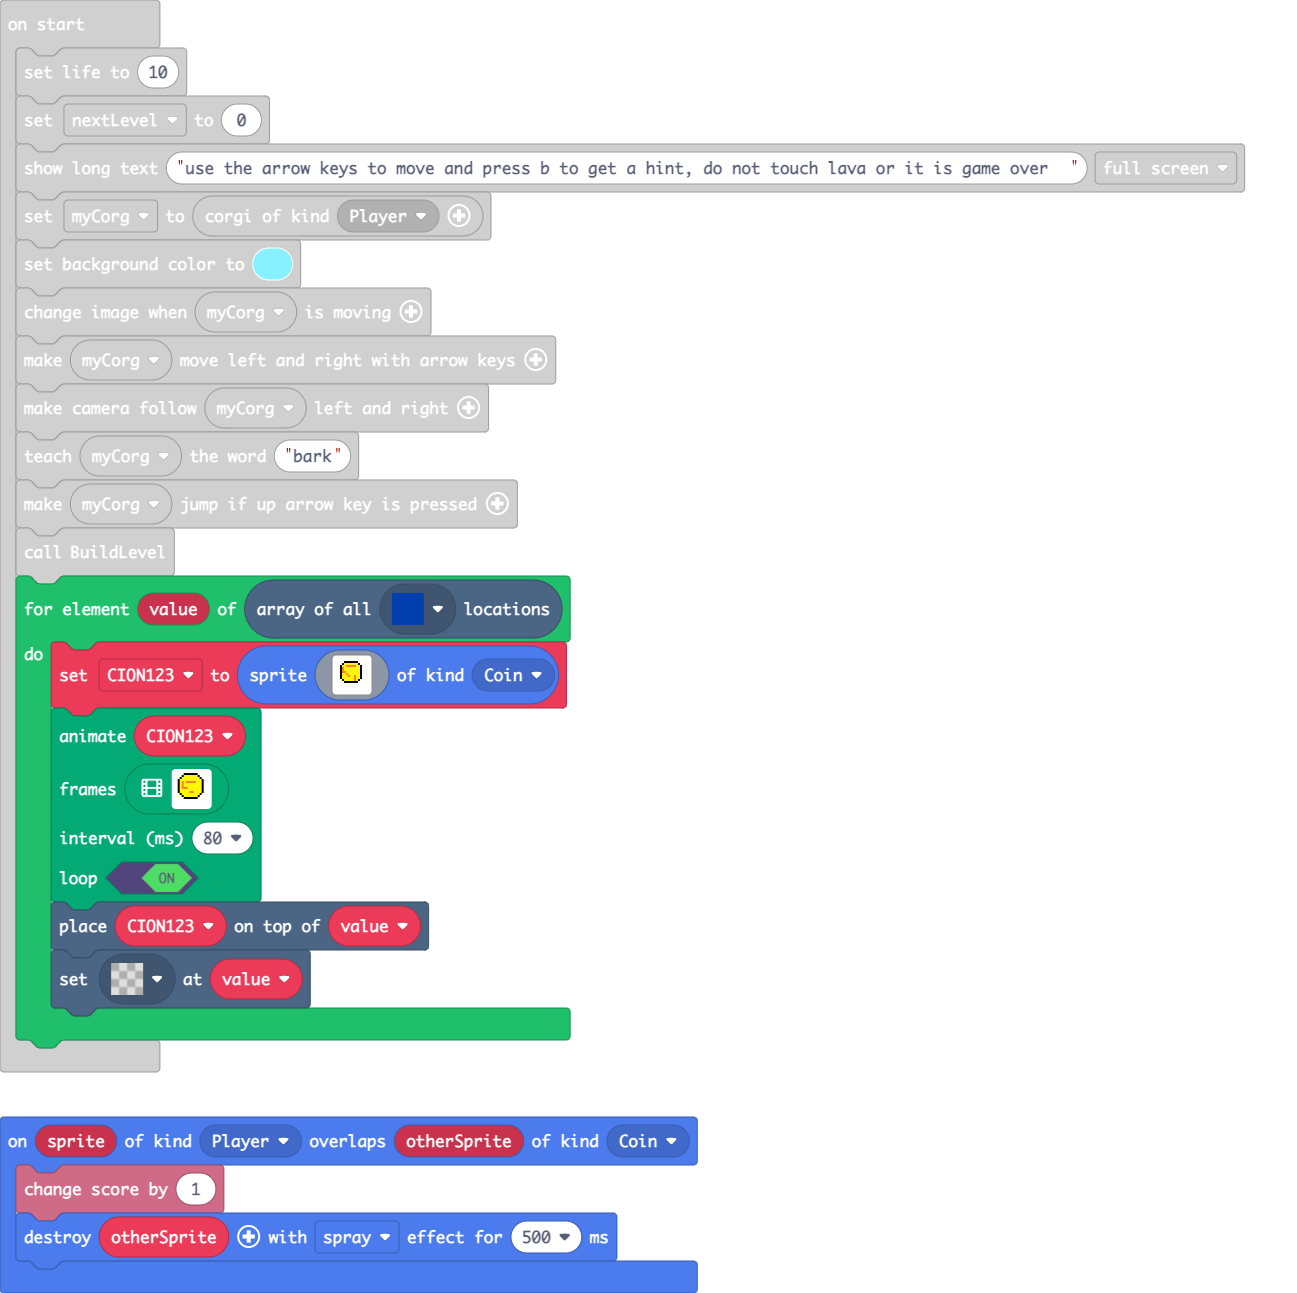 on start
set life to 10
set nextLevel to 0
show long text "use the arrow keys to move and press b to get a hint, do not touch lava or it is game over " full screen
set myCorg to corgi of kind Player
set background color to
change image when myCorg is moving
make myCorg move left and right with arrow keys
make camera follow myCorg left and right
teach myCorg the word "bark"
make myCorg jump if up arrow key is pressed
call BuildLevel
for element value of array of all locations
do
set CION123 to sprite of kind Coin
animate CION123
frames
interval (ms) 80
loop ON
place CION123 on top of value
set at value
on sprite of kind Player overlaps otherSprite of kind Coin
change score by 1
destroy otherSprite with spray effect for 500 ms